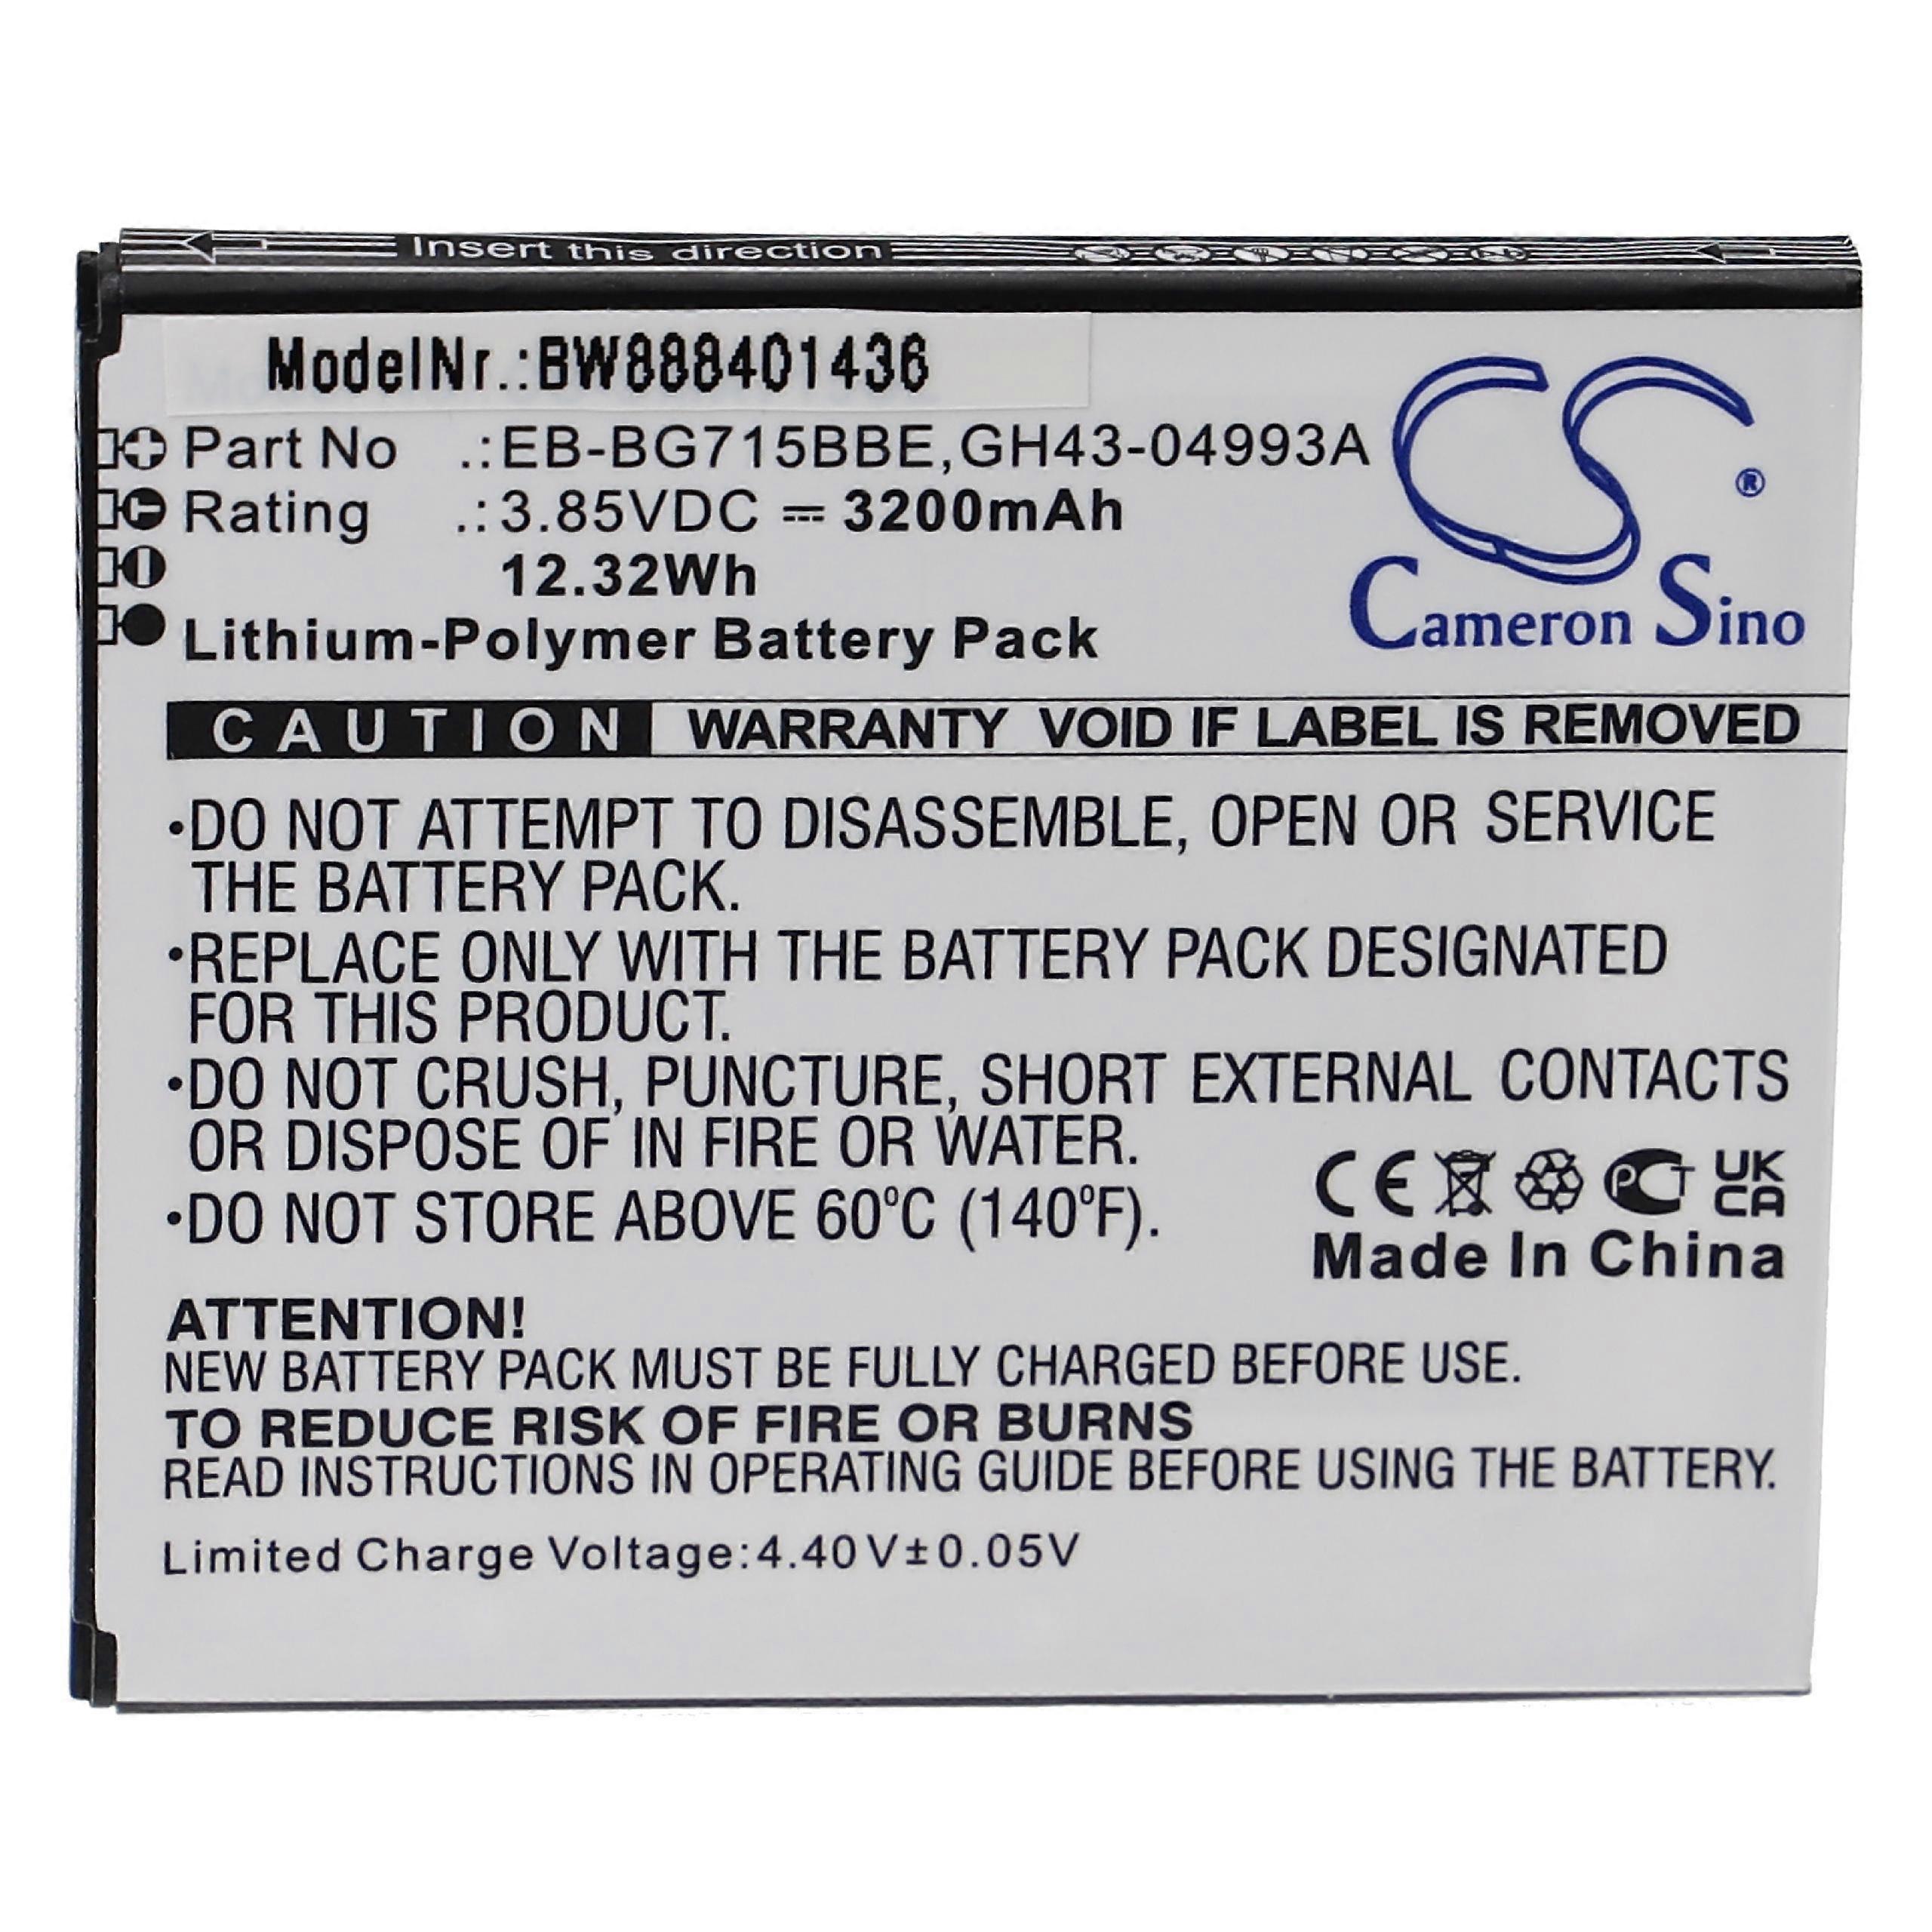 Insert this direction
ModelNr.:BW888401436
Part No .:EB-BG715BBE,GH43-04993A
Rating .:3.85VDC ⎓ 3200mAh
12.32Wh
Lithium-Polymer Battery Pack
CS®
Cameron Sino
CAUTION WARRANTY VOID IF LABEL IS REMOVED
•DO NOT ATTEMPT TO DISASSEMBLE, OPEN OR SERVICE
THE BATTERY PACK.
•REPLACE ONLY WITH THE BATTERY PACK DESIGNATED
FOR THIS PRODUCT.
•DO NOT CRUSH, PUNCTURE, SHORT EXTERNAL CONTACTS
OR DISPOSE OF IN FIRE OR WATER.
•DO NOT STORE ABOVE 60°C (140°F).
CE PCT UK CA
Made In China
ATTENTION!
NEW BATTERY PACK MUST BE FULLY CHARGED BEFORE USE.
TO REDUCE RISK OF FIRE OR BURNS
READ INSTRUCTIONS IN OPERATING GUIDE BEFORE USING THE BATTERY.
Limited Charge Voltage:4.40V±0.05V